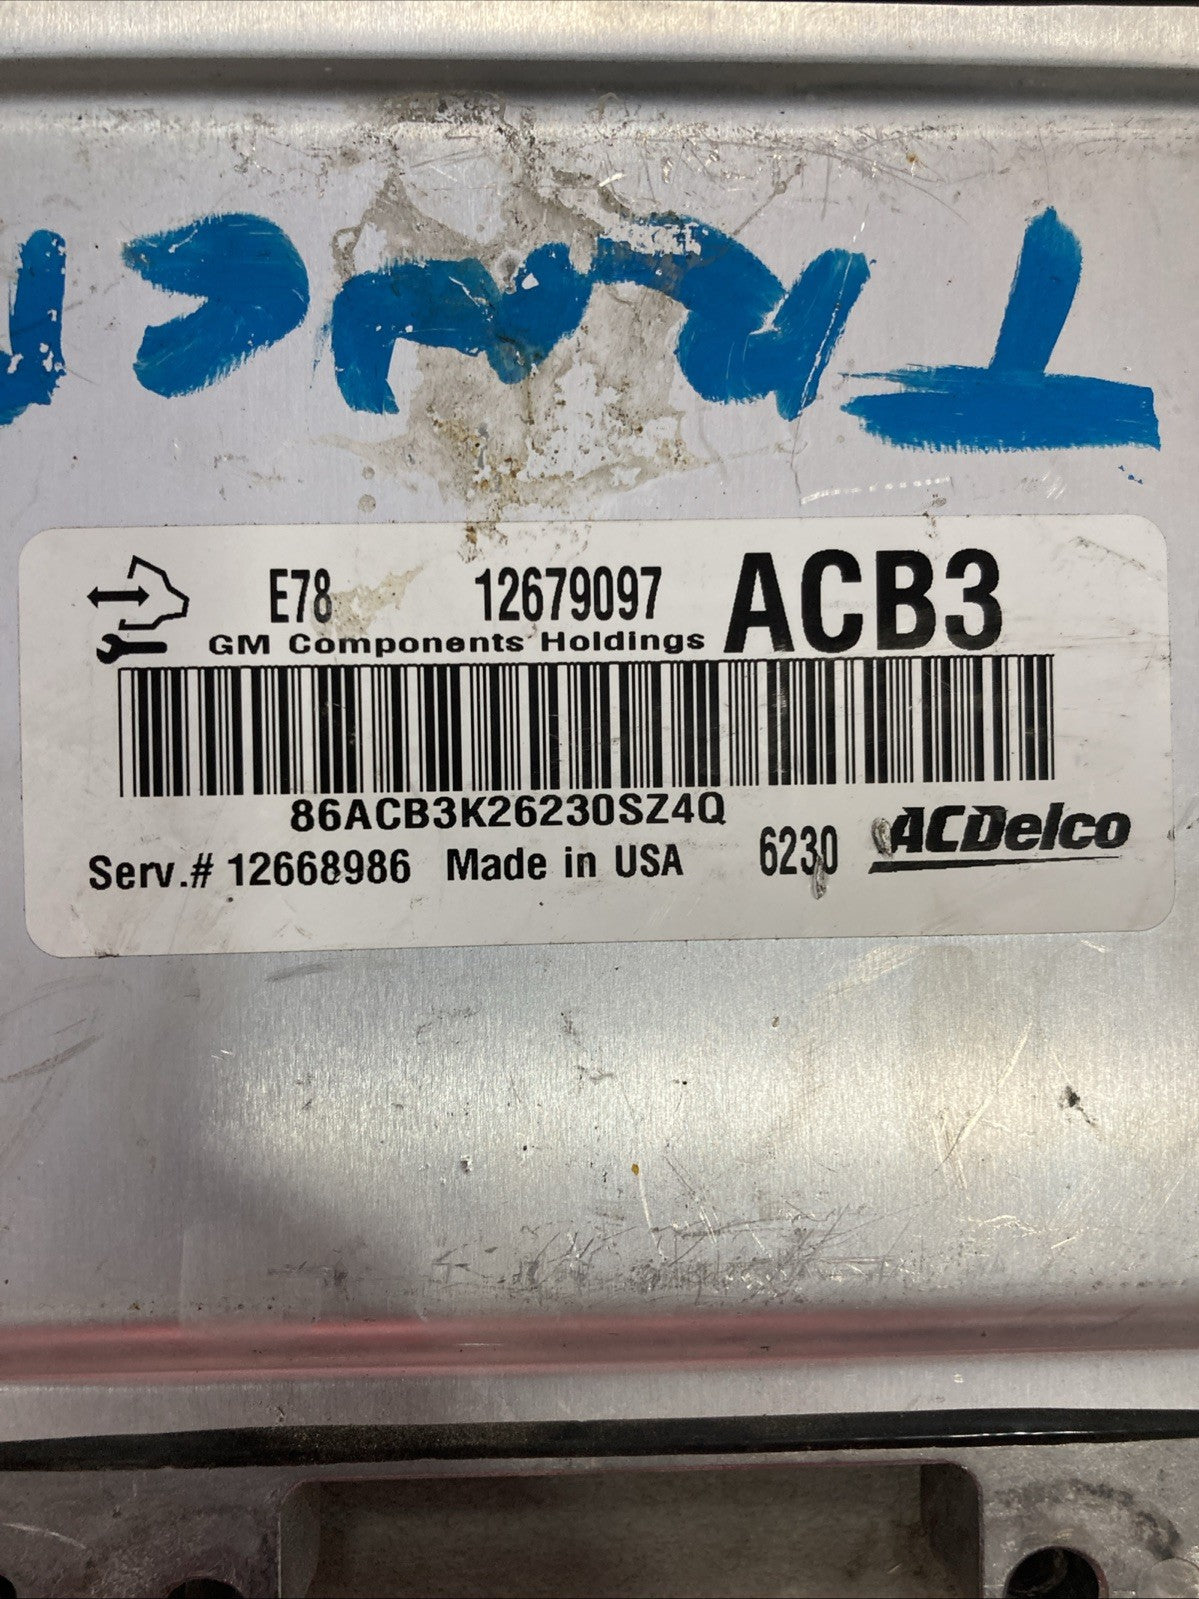 E78 12679097 ACB3
GM Components Holdings
86ACB3K26230SZ4Q
Serv.# 12668986 Made in USA 6230 ACDelco